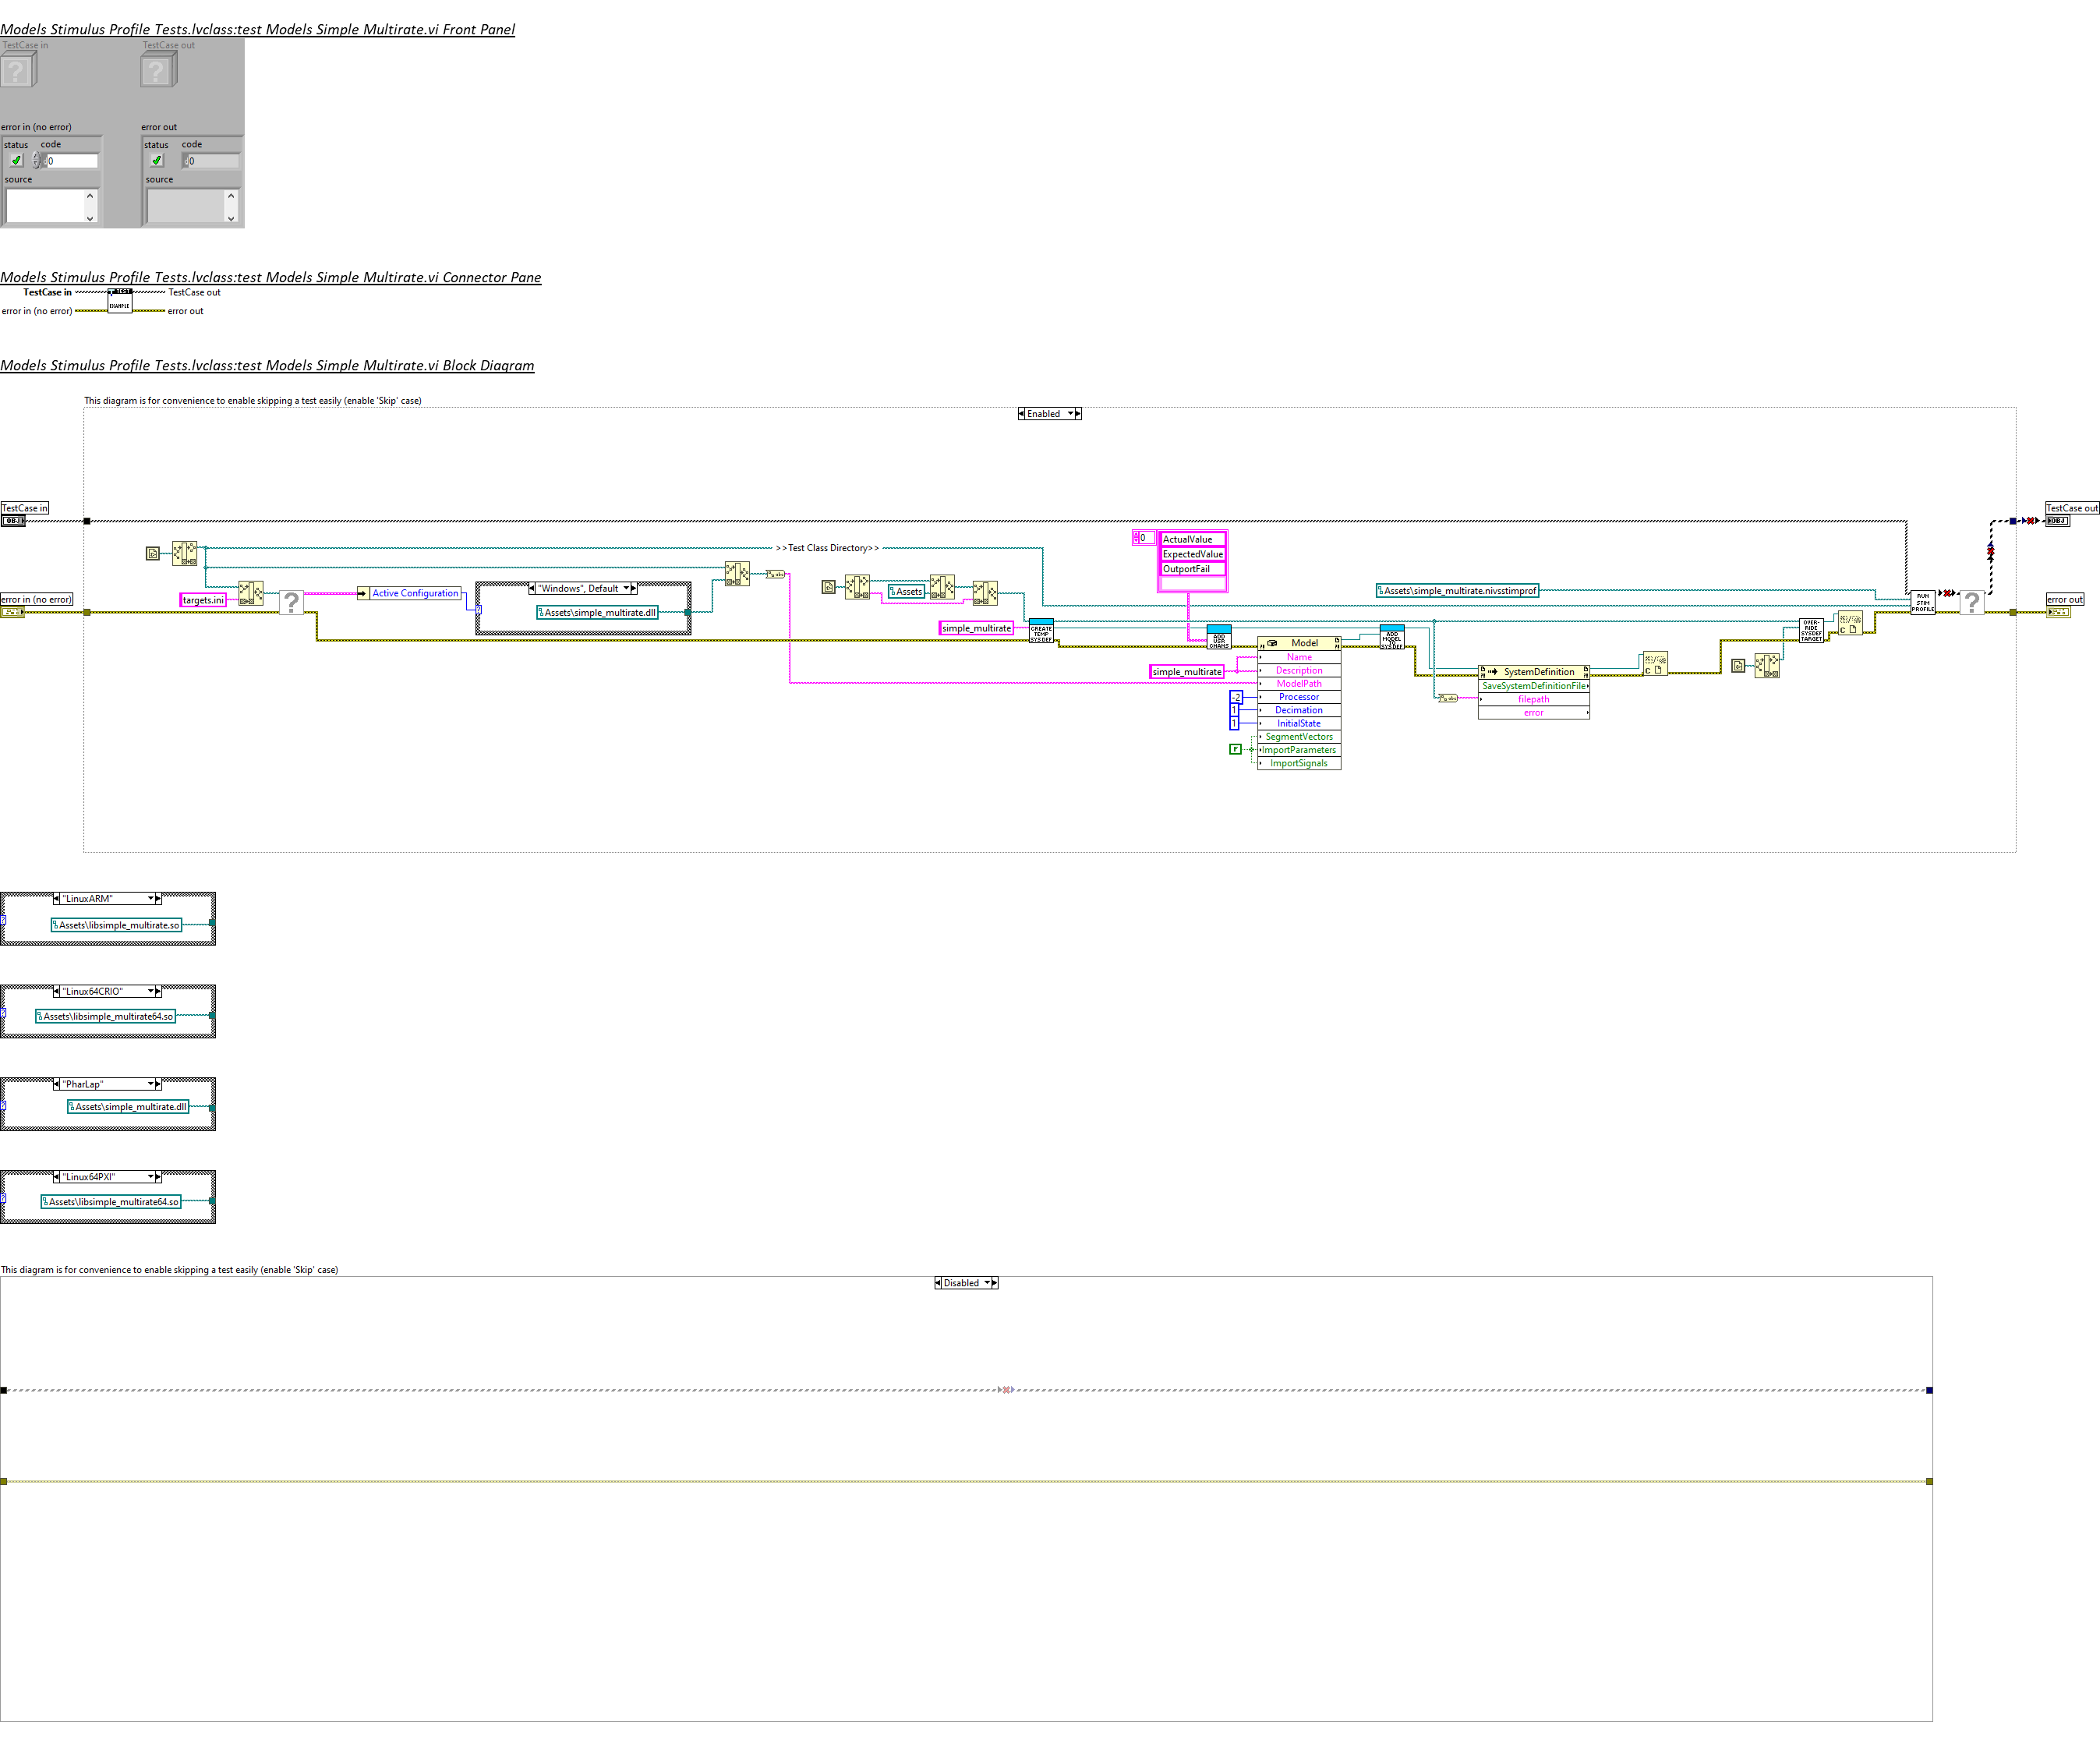 Models Stimulus Profile Tests.lvclass:test Models Simple Multirate.vi Front Panel
TestCase in
TestCase out
error in (no error)
error out
status code
status code
0
0
source
source
Models Stimulus Profile Tests.lvclass:test Models Simple Multirate.vi Connector Pane
TestCase in
TestCase out
TEST
EXAMPLE
error in (no error)
error out
Models Stimulus Profile Tests.lvclass:test Models Simple Multirate.vi Block Diagram
This diagram is for convenience to enable skipping a test easily (enable 'Skip' case)
Enabled
TestCase in
OBJ
TestCase out
OBJ
>>Test Class Directory>>
0
ActualValue
ExpectedValue
OutportFail
error in (no error)
targets.ini
Active Configuration
"Windows", Default
Assets\simple_multirate.dll
Assets
Assets\simple_multirate.nivsstimprof
RUN STIM PROFILE
error out
simple_multirate
CREATE TEMP SYSDEF
ADD USR CHANS
ADD MODEL TO SYSDEF
OVER-RIDE SYSDEF TARGET
Model
Name
simple_multirate
Description
ModelPath
-2
Processor
1
Decimation
1
InitialState
SegmentVectors
F
ImportParameters
ImportSignals
SystemDefinition
SaveSystemDefinitionFile
filepath
error
"LinuxARM"
Assets\libsimple_multirate.so
"Linux64CRIO"
Assets\libsimple_multirate64.so
"PharLap"
Assets\simple_multirate.dll
"Linux64PXI"
Assets\libsimple_multirate64.so
This diagram is for convenience to enable skipping a test easily (enable 'Skip' case)
Disabled